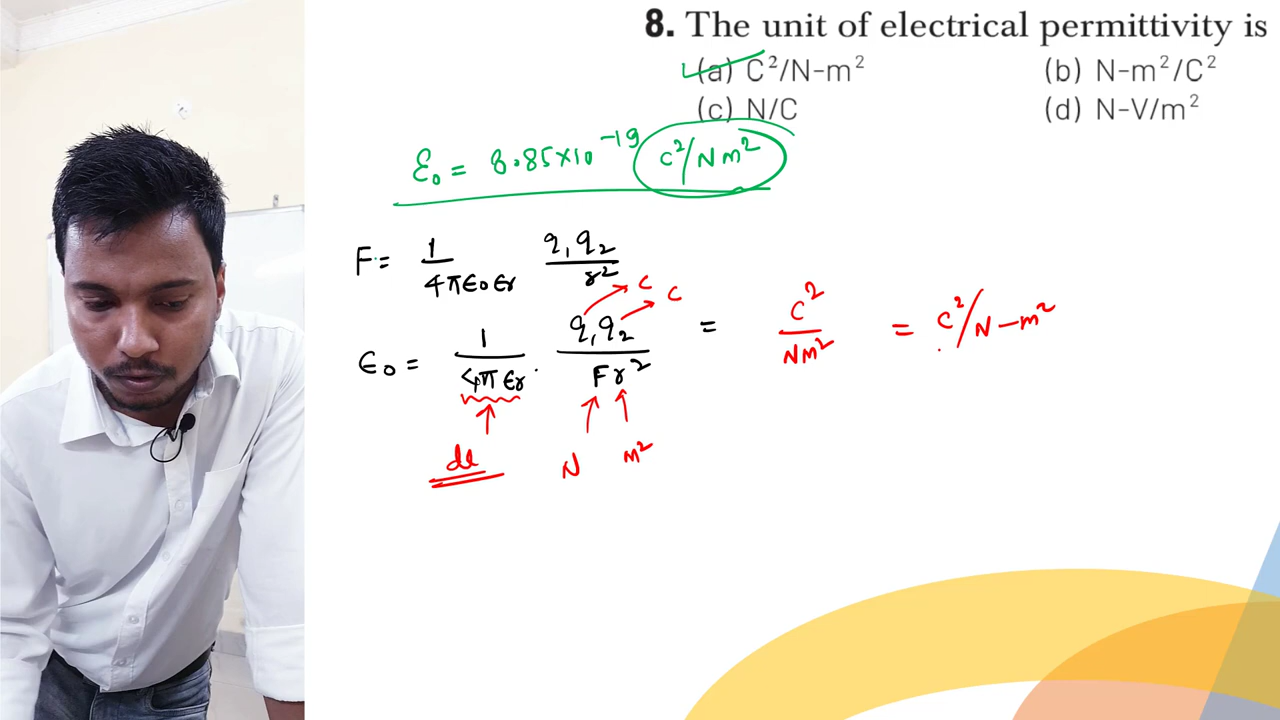 8. The unit of electrical permittivity is
(a) C²/N–m² (b) N–m²/C²
(c) N/C (d) N–V/m²
ε₀ = 8.85×10⁻¹⁹ C²/Nm²
F = 1/4πε₀εr q₁q₂/r²
C C
ε₀ = 1/4πεr · q₁q₂/Fr² = C²/Nm² = C²/N–m²
dl N m²